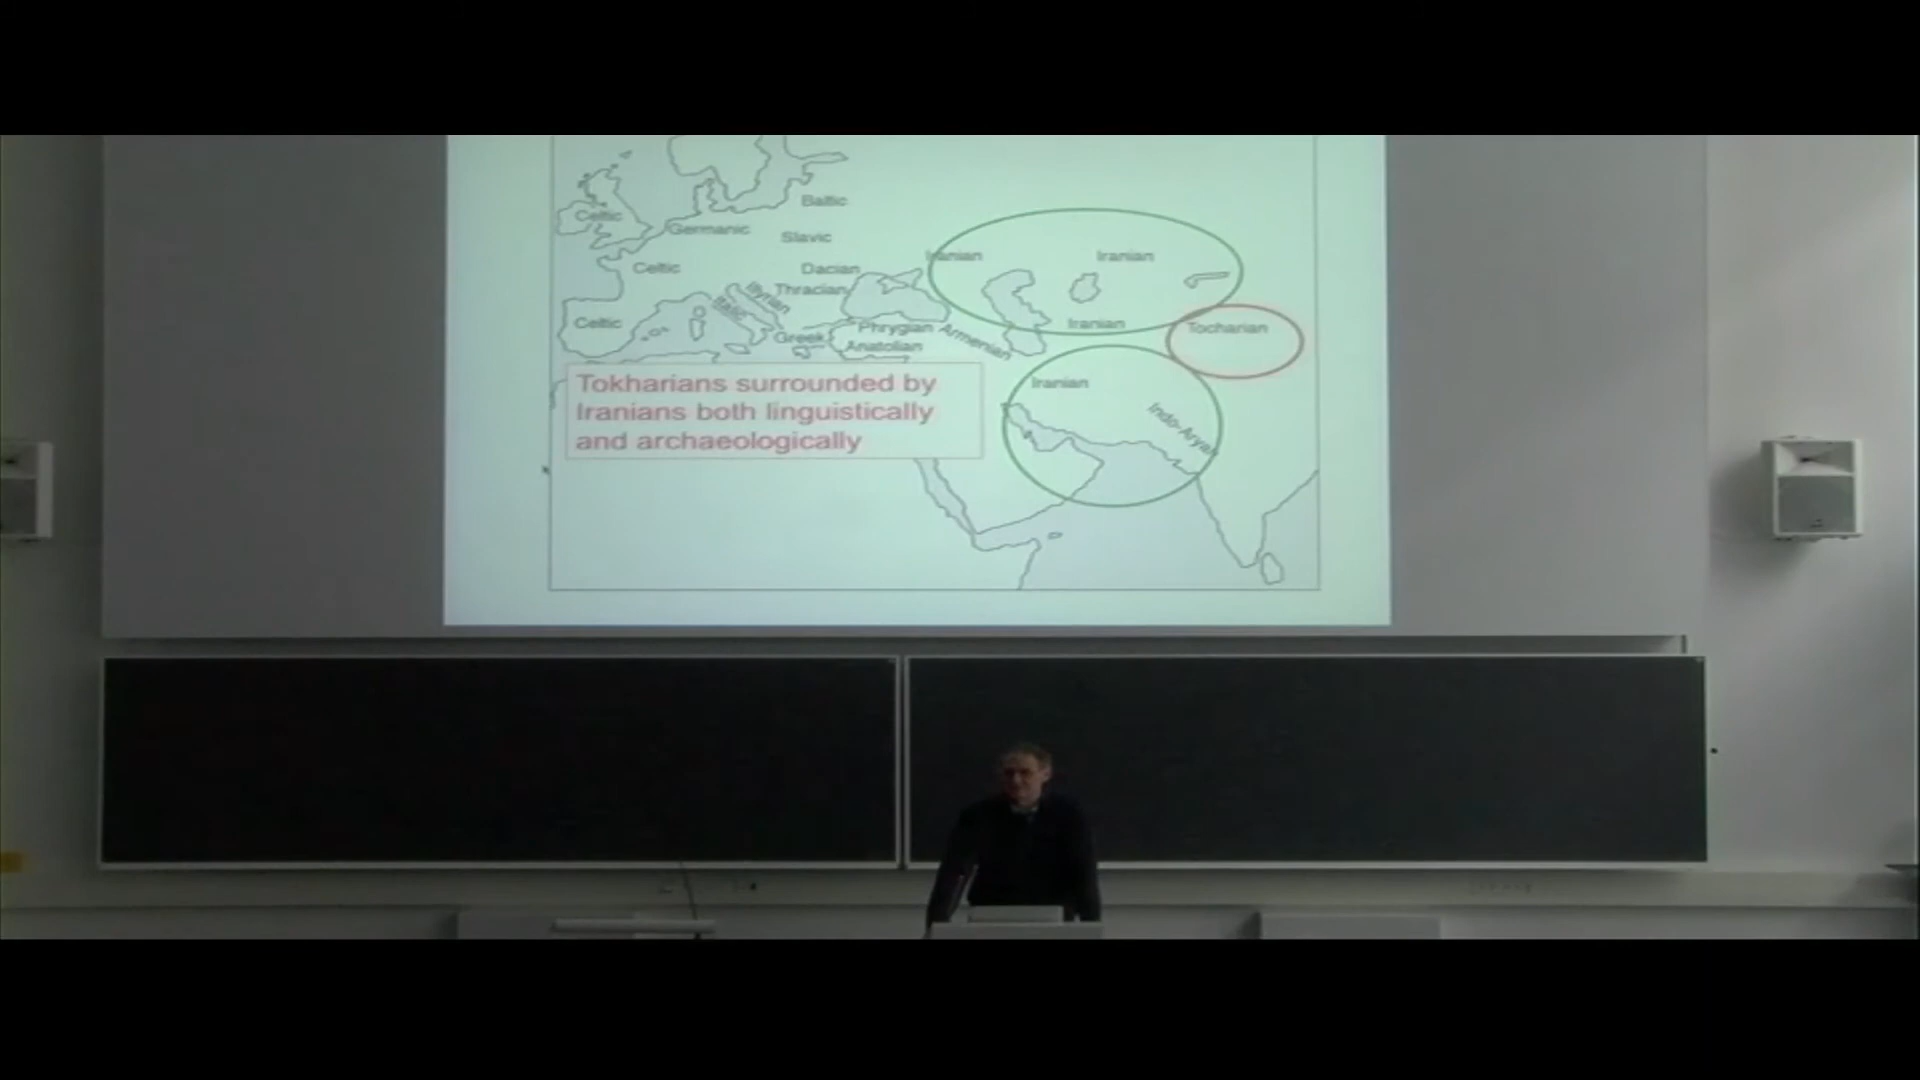 Baltic
Celtic
Germanic
Slavic
Iranian
Iranian
Celtic
Dacian
Thracian
Illyrian
Italic
Celtic
Greek
Phrygian
Armenian
Anatolian
Iranian
Tocharian
Tokharians surrounded by
Iranians both linguistically
and archaeologically
Iranian
Indo-Aryan